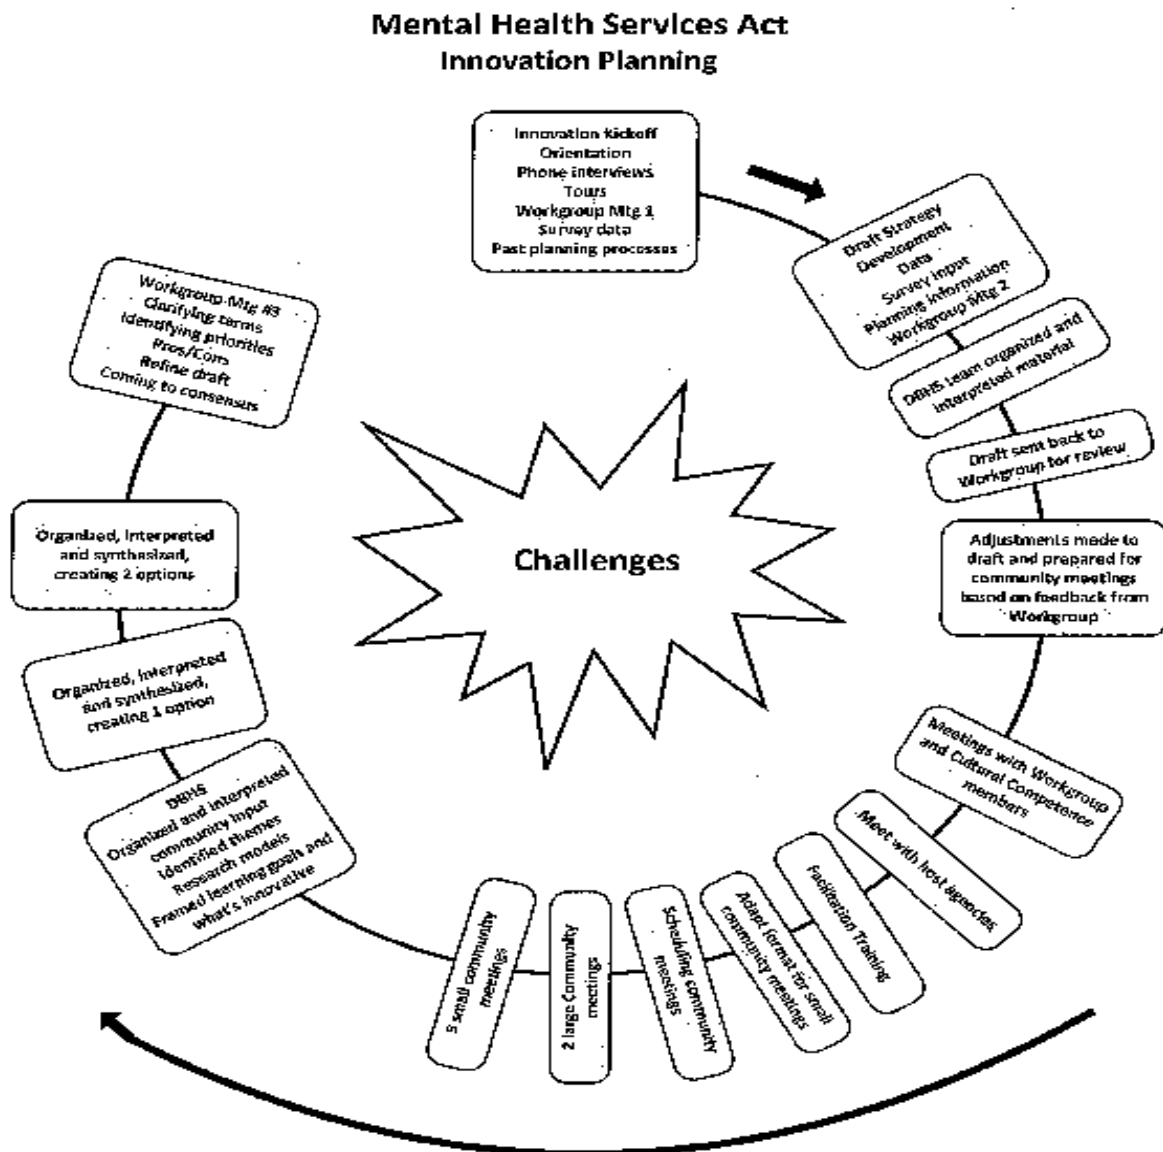 Mental Health Services Act
Innovation Planning
Innovation Kickoff
Orientation
Phone interviews
Tours
Workgroup Mtg 1
Survey data
Past planning processes
Draft Strategy
Development
Data
Survey input
Planning information
Workgroup Mtg 2
DBHS team organized and
interpreted material
Draft sent back to
Workgroup for review
Adjustments made to
draft and prepared for
community meetings
based on feedback from
Workgroup
Meetings with Workgroup
and Cultural Competence
members
Meet with host agencies
Facilitation Training
Adapt format for small
community meetings
Scheduling community
meetings
2 large Community
meetings
small community
meetings
DBHS
Organized and interpreted
community input
Identified themes
Research models
Framed learning goals and
what's innovative
Organized, interpreted
and synthesized,
creating 1 option
Organized, interpreted
and synthesized,
creating 2 options
Workgroup Mtg #3
Clarifying terms
Identifying priorities
Pros/Cons
Refine draft
Coming to consensus
Challenges